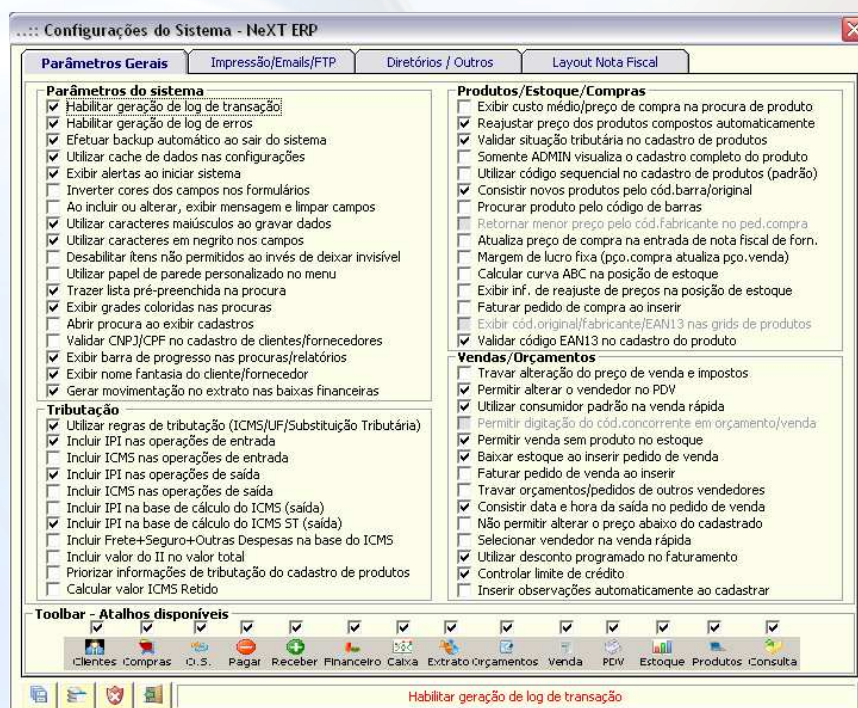 ..:: Configurações do Sistema - NeXT ERP
Parâmetros Gerais
Impressão/Emails/FTP
Diretórios / Outros
Layout Nota Fiscal
Parâmetros do sistema
Habilitar geração de log de transação
Habilitar geração de log de erros
Efetuar backup automático ao sair do sistema
Utilizar cache de dados nas configurações
Exibir alertas ao iniciar sistema
Inverter cores dos campos nos formulários
Ao incluir ou alterar, exibir mensagem e limpar campos
Utilizar caracteres maiúsculos ao gravar dados
Utilizar caracteres em negrito nos campos
Desabilitar ítens não permitidos ao invés de deixar invisível
Utilizar papel de parede personalizado no menu
Trazer lista pré-preenchida na procura
Exibir grades coloridas nas procuras
Abrir procura ao exibir cadastros
Validar CNPJ/CPF no cadastro de clientes/fornecedores
Exibir barra de progresso nas procuras/relatórios
Exibir nome fantasia do cliente/fornecedor
Gerar movimentação no extrato nas baixas financeiras
Tributação
Utilizar regras de tributação (ICMS/UF/Substituição Tributária)
Incluir IPI nas operações de entrada
Incluir ICMS nas operações de entrada
Incluir IPI nas operações de saída
Incluir ICMS nas operações de saída
Incluir IPI na base de cálculo do ICMS (saída)
Incluir IPI na base de cálculo do ICMS ST (saída)
Incluir Frete+Seguro+Outras Despesas na base do ICMS
Incluir valor do II no valor total
Priorizar informações de tributação do cadastro de produtos
Calcular valor ICMS Retido
Produtos/Estoque/Compras
Exibir custo médio/preço de compra na procura de produto
Reajustar preço dos produtos compostos automaticamente
Validar situação tributária no cadastro de produtos
Somente ADMIN visualiza o cadastro completo do produto
Utilizar código sequencial no cadastro de produtos (padrão)
Consistir novos produtos pelo cód.barra/original
Procurar produto pelo código de barras
Retornar menor preço pelo cód.fabricante no ped.compra
Atualiza preço de compra na entrada de nota fiscal de forn.
Margem de lucro fixa (pço.compra atualiza pço.venda)
Calcular curva ABC na posição de estoque
Exibir inf. de reajuste de preços na posição de estoque
Faturar pedido de compra ao inserir
Exibir cód.original/fabricante/EAN13 nas grids de produtos
Validar código EAN13 no cadastro do produto
Vendas/Orçamentos
Travar alteração do preço de venda e impostos
Permitir alterar o vendedor no PDV
Utilizar consumidor padrão na venda rápida
Permitir digitação do cód.concorrente em orçamento/venda
Permitir venda sem produto no estoque
Baixar estoque ao inserir pedido de venda
Faturar pedido de venda ao inserir
Travar orçamentos/pedidos de outros vendedores
Consistir data e hora da saída no pedido de venda
Não permitir alterar o preço abaixo do cadastrado
Selecionar vendedor na venda rápida
Utilizar desconto programado no faturamento
Controlar limite de crédito
Inserir observações automaticamente ao cadastrar
Toolbar - Atalhos disponíveis
Clientes Compras O.S. Pagar Receber Financeiro Caixa Extrato Orçamentos Venda PDV Estoque Produtos Consulta
Habilitar geração de log de transação